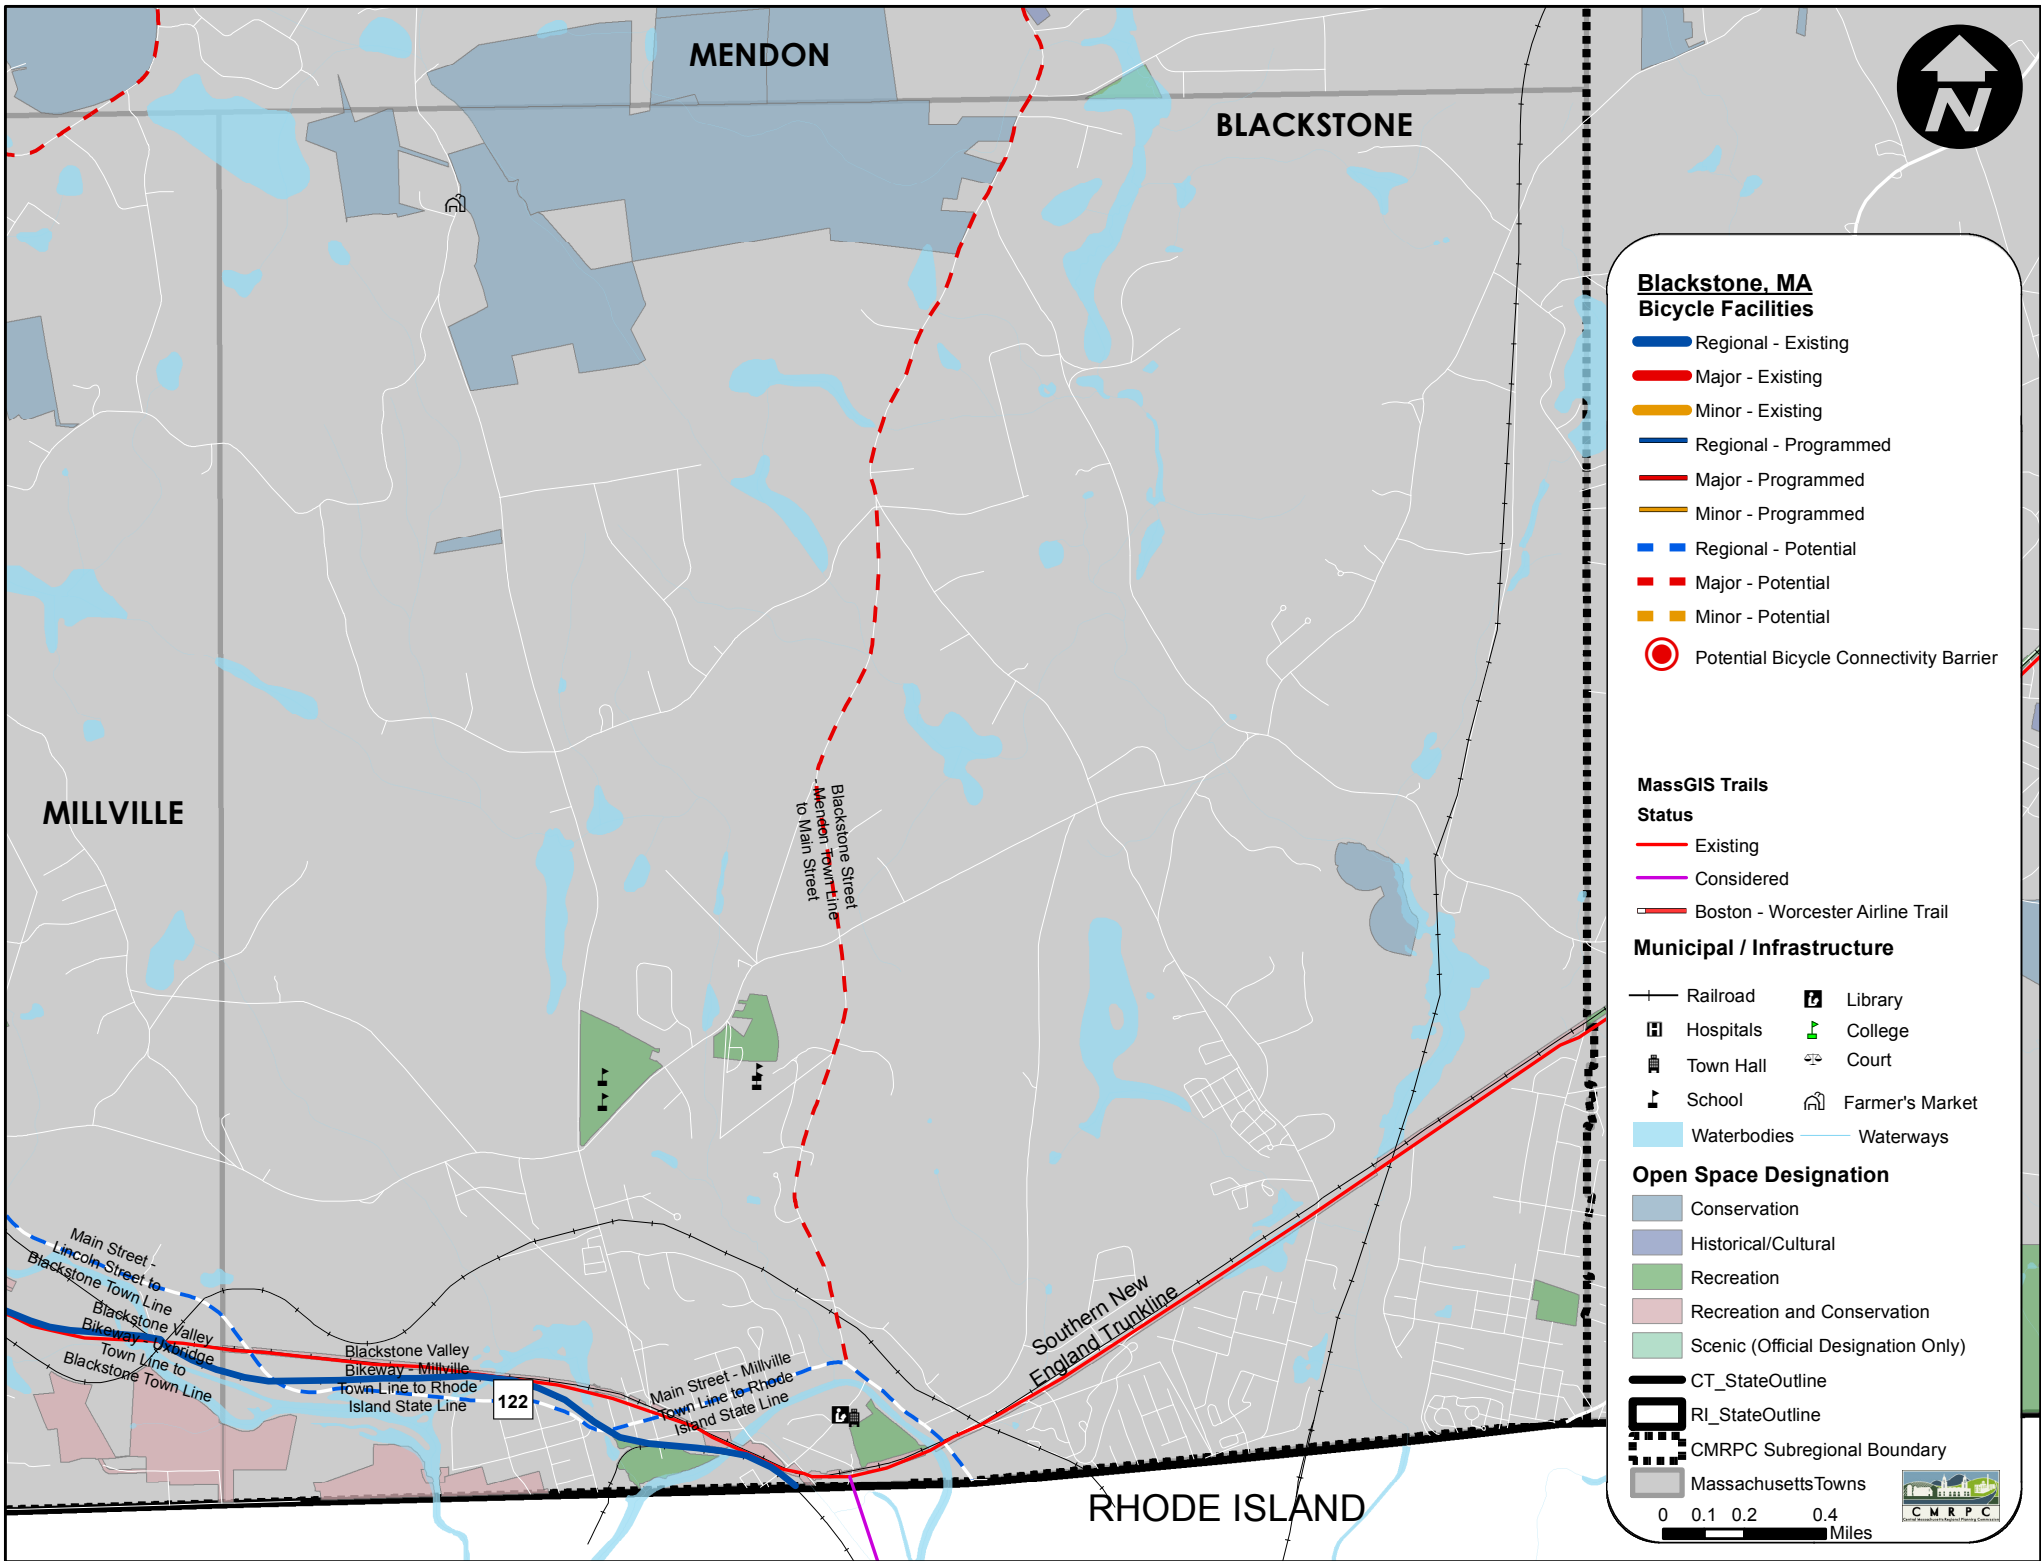 MENDON
BLACKSTONE
N
MILLVILLE
Blackstone Street
- Mendon Town Line
to Main Street
Main Street -
Lincoln Street to
Blackstone Town Line
Blackstone Valley
Bikeway - Uxbridge
Town Line to
Blackstone Town Line
Blackstone Valley
Bikeway - Millville
Town Line to Rhode
Island State Line
122
Main Street - Millville
Town Line to Rhode
Island State Line
Southern New
England Trunkline
RHODE ISLAND
Blackstone, MA
Bicycle Facilities
Regional - Existing
Major - Existing
Minor - Existing
Regional - Programmed
Major - Programmed
Minor - Programmed
Regional - Potential
Major - Potential
Minor - Potential
Potential Bicycle Connectivity Barrier
MassGIS Trails
Status
Existing
Considered
Boston - Worcester Airline Trail
Municipal / Infrastructure
Railroad
Library
H Hospitals
College
Town Hall
Court
School
Farmer's Market
Waterbodies
Waterways
Open Space Designation
Conservation
Historical/Cultural
Recreation
Recreation and Conservation
Scenic (Official Designation Only)
CT_StateOutline
RI_StateOutline
CMRPC Subregional Boundary
MassachusettsTowns
CMRPC
Central Massachusetts Regional Planning Commission
0 0.1 0.2 0.4
Miles